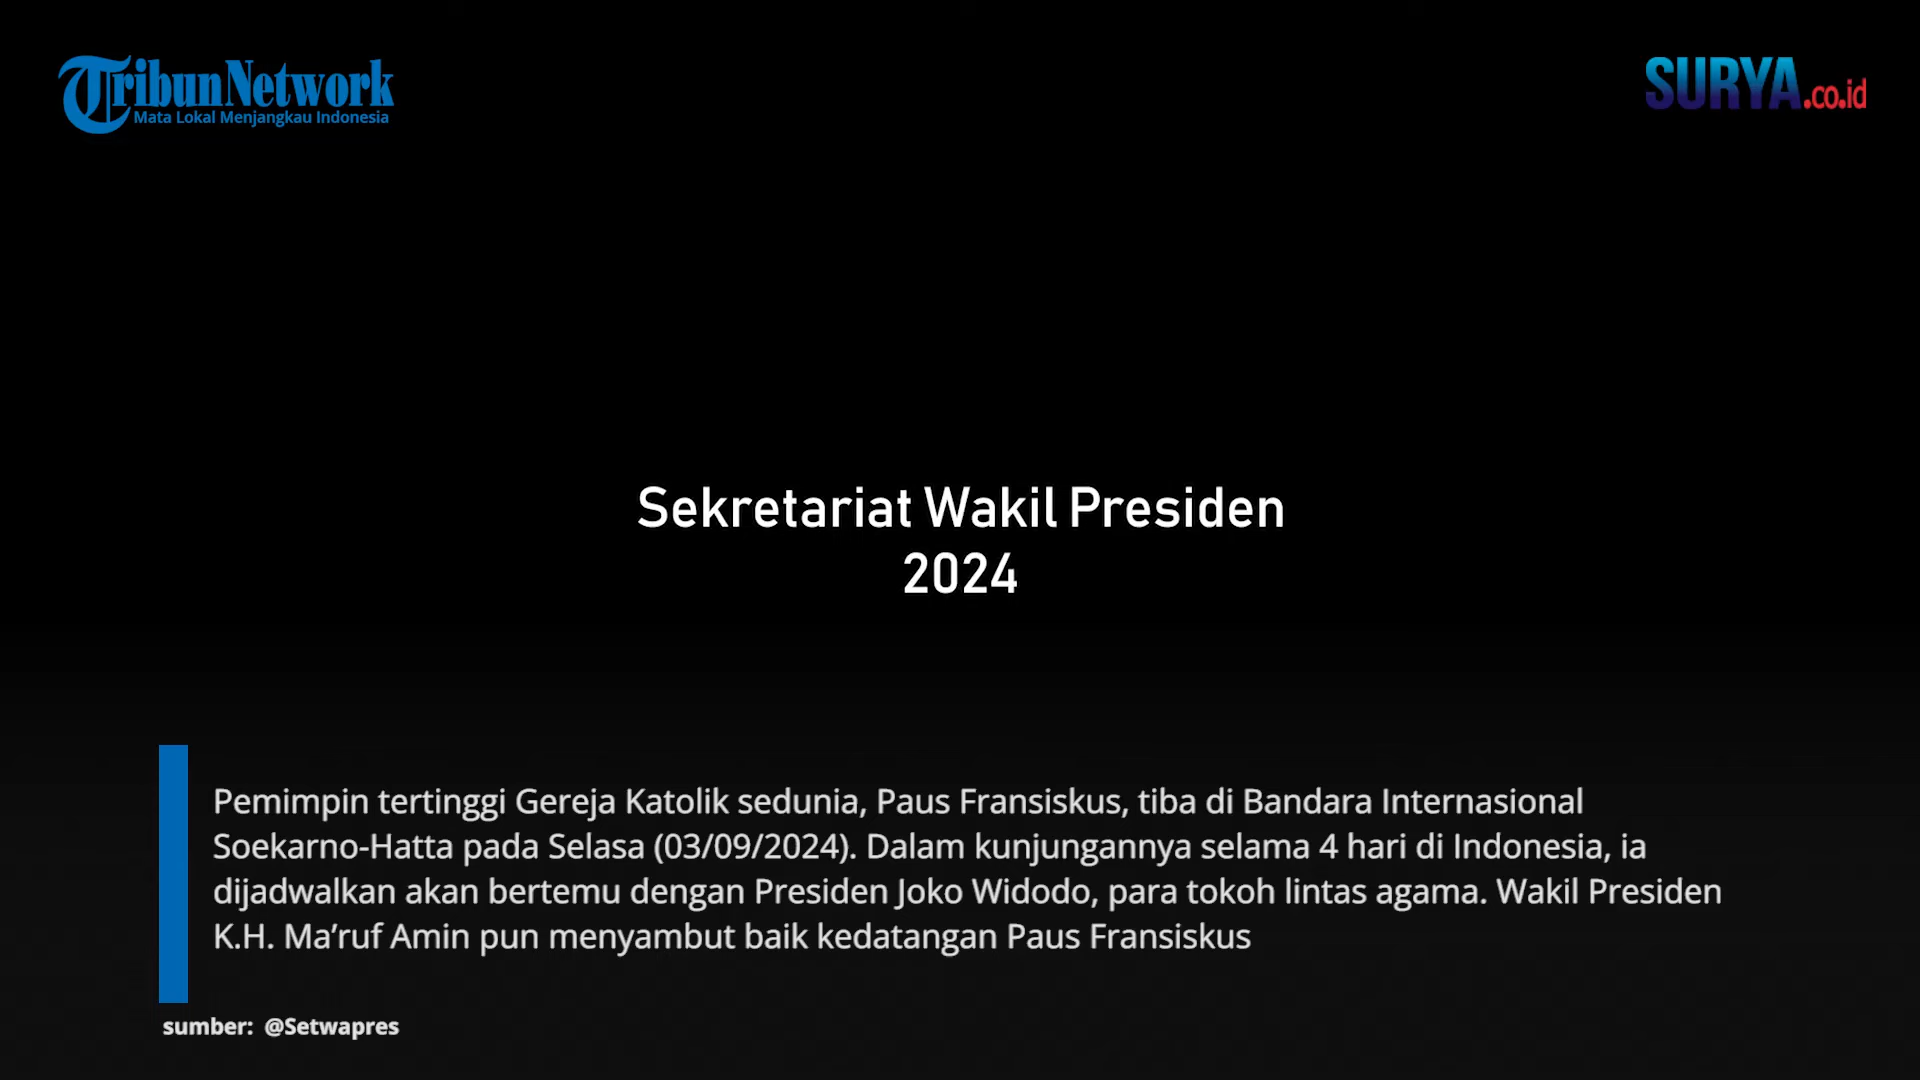 TribunNetwork
Mata Lokal Menjangkau Indonesia
SURYA.co.id
Sekretariat Wakil Presiden
2024
Pemimpin tertinggi Gereja Katolik sedunia, Paus Fransiskus, tiba di Bandara Internasional
Soekarno-Hatta pada Selasa (03/09/2024). Dalam kunjungannya selama 4 hari di Indonesia, ia
dijadwalkan akan bertemu dengan Presiden Joko Widodo, para tokoh lintas agama. Wakil Presiden
K.H. Ma’ruf Amin pun menyambut baik kedatangan Paus Fransiskus
sumber: @Setwapres